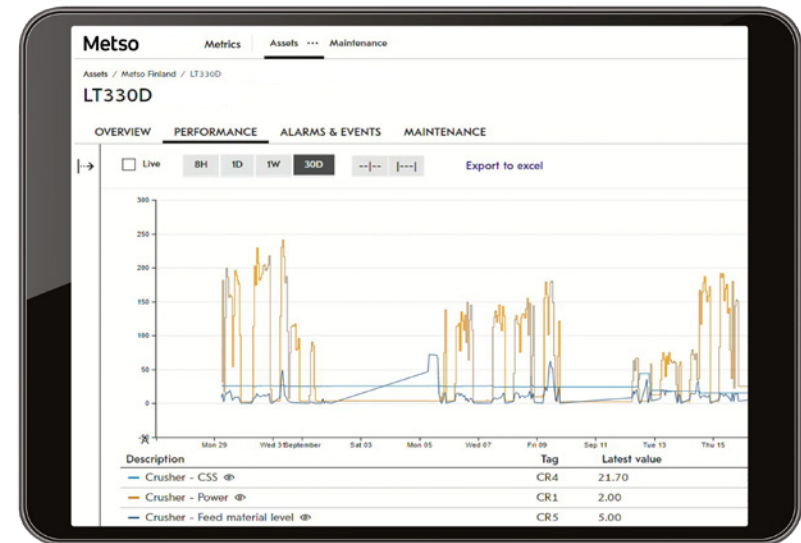 Metso
Metrics Assets ··· Maintenance
Assets / Metso Finland / LT330D
LT330D
OVERVIEW PERFORMANCE ALARMS & EVENTS MAINTENANCE
Live 8H 1D 1W 30D --|-- |---| Export to excel
300
250
200
150
100
50
0
Mon 29 Wed 31 September Sat 03 Mon 05 Wed 07 Fri 09 Sep 11 Tue 13 Thu 15
Description Tag Latest value
Crusher - CSS CR4 21.70
Crusher - Power CR1 2.00
Crusher - Feed material level CR5 5.00